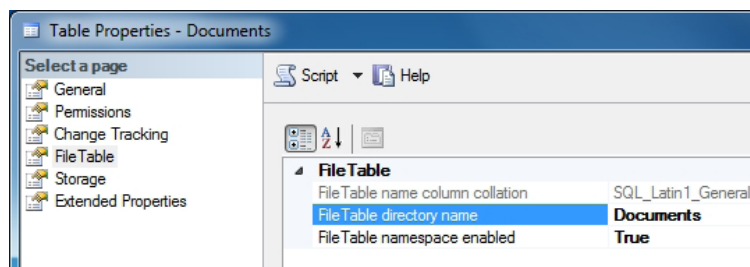 Table Properties - Documents
Select a page
General
Permissions
Change Tracking
FileTable
Storage
Extended Properties
Script Help
A Z
FileTable
FileTable name column collation SQL_Latin1_General
FileTable directory name Documents
FileTable namespace enabled True